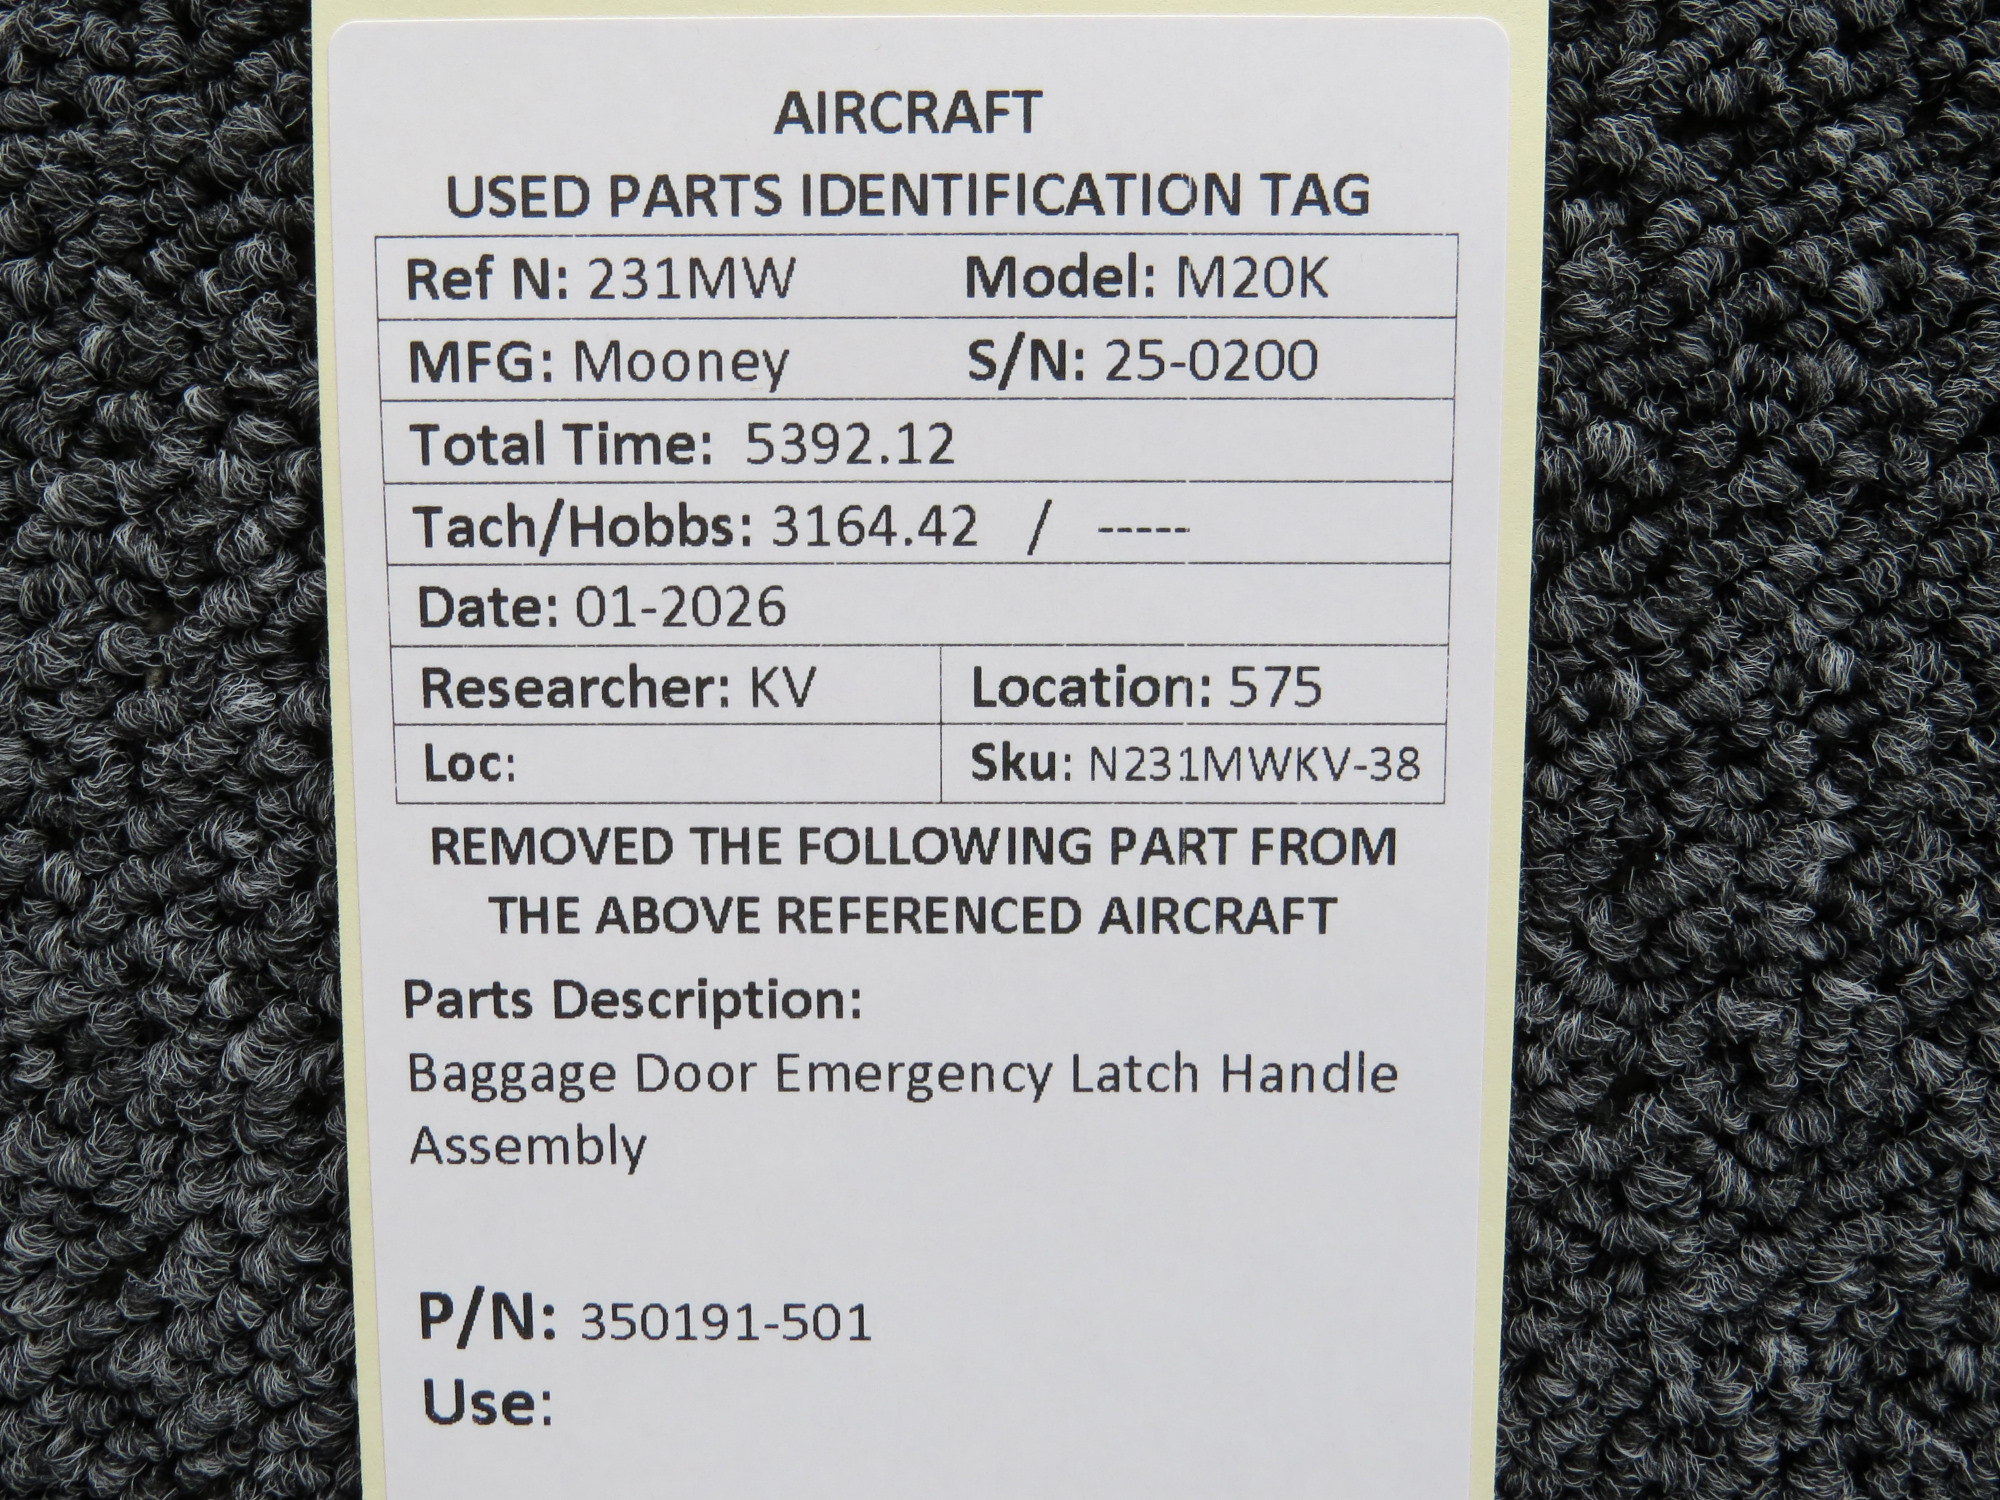 AIRCRAFT
USED PARTS IDENTIFICATION TAG
Ref N: 231MW Model: M20K
MFG: Mooney S/N: 25-0200
Total Time: 5392.12
Tach/Hobbs: 3164.42 / -----
Date: 01-2026
Researcher: KV Location: 575
Loc: Sku: N231MWKV-38
REMOVED THE FOLLOWING PART FROM
THE ABOVE REFERENCED AIRCRAFT
Parts Description:
Baggage Door Emergency Latch Handle
Assembly
P/N: 350191-501
Use: